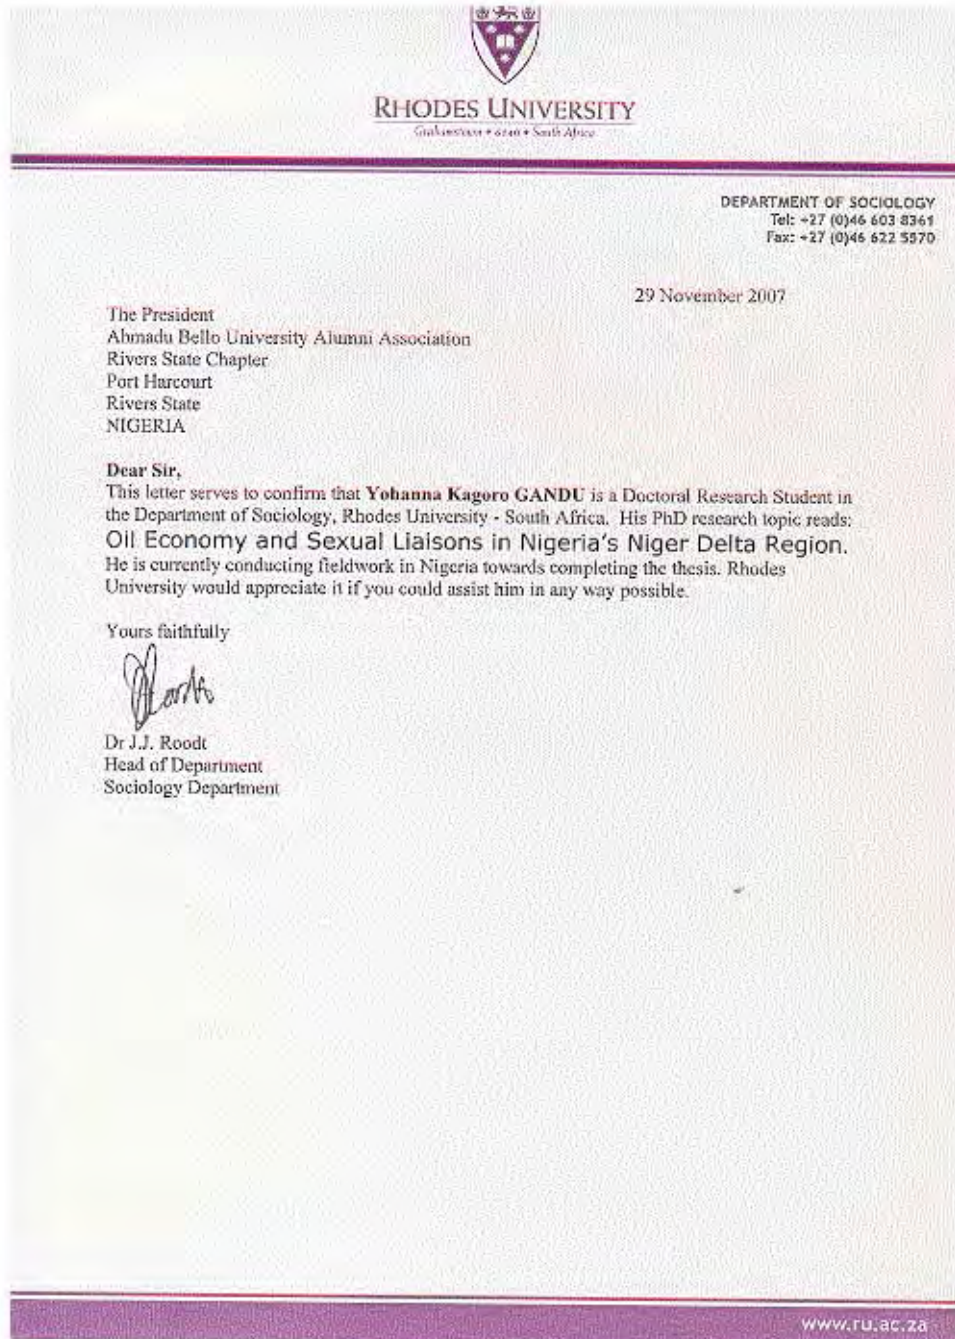 RHODES UNIVERSITY
Grahamstown • 6140 • South Africa
DEPARTMENT OF SOCIOLOGY
Tel: +27 (0)46 603 8361
Fax: +27 (0)46 622 5570
29 November 2007
The President
Ahmadu Bello University Alumni Association
Rivers State Chapter
Port Harcourt
Rivers State
NIGERIA
Dear Sir,
This letter serves to confirm that Yohanna Kagoro GANDU is a Doctoral Research Student in
the Department of Sociology, Rhodes University - South Africa. His PhD research topic reads:
Oil Economy and Sexual Liaisons in Nigeria's Niger Delta Region.
He is currently conducting fieldwork in Nigeria towards completing the thesis. Rhodes
University would appreciate it if you could assist him in any way possible.
Yours faithfully
Dr J.J. Roodt
Head of Department
Sociology Department
www.ru.ac.za